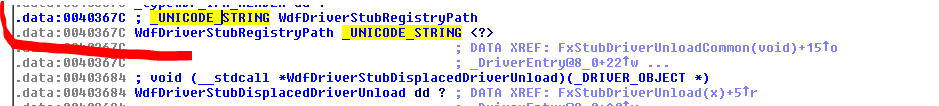 .data:0040367C ; _UNICODE_STRING WdfDriverStubRegistryPath
.data:0040367C WdfDriverStubRegistryPath _UNICODE_STRING <?>
.data:0040367C ; DATA XREF: FxStubDriverUnloadCommon(void)+15↑o
.data:0040367C ; _DriverEntry@8_0+22↑w ...
.data:00403684 ; void (__stdcall *WdfDriverStubDisplacedDriverUnload)(_DRIVER_OBJECT *)
.data:00403684 WdfDriverStubDisplacedDriverUnload dd ? ; DATA XREF: FxStubDriverUnload(x)+5↑r